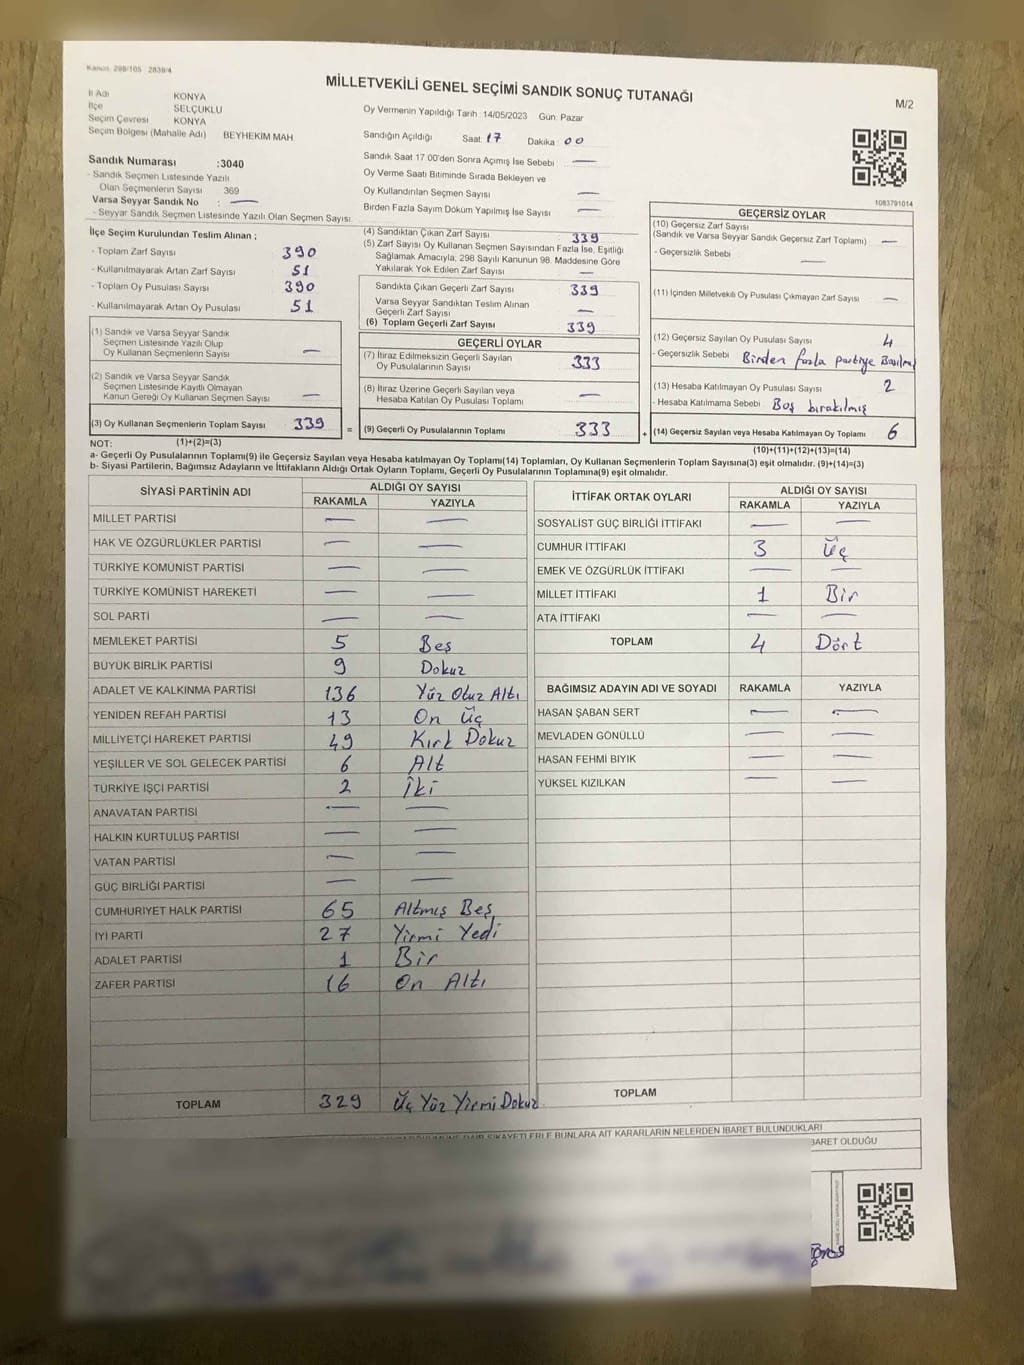 Kanun: 298/105 2839/4
MİLLETVEKİLİ GENEL SEÇİMİ SANDIK SONUÇ TUTANAĞI
M/2
İl Adı KONYA
İlçe SELÇUKLU
Seçim Çevresi KONYA
Seçim Bölgesi (Mahalle Adı) BEYHEKİM MAH
Oy Vermenin Yapıldığı Tarih :14/05/2023 Gün: Pazar
Sandığın Açıldığı Saat: 17 Dakika: 00
Sandık Saat 17.00'den Sonra Açımış İse Sebebi —
Oy Verme Saati Bitiminde Sırada Bekleyen ve
Oy Kullandırılan Seçmen Sayısı —
Birden Fazla Sayım Döküm Yapılmış İse Sayısı —
Sandık Numarası :3040
- Sandık Seçmen Listesinde Yazılı
Olan Seçmenlerin Sayısı 369
Varsa Seyyar Sandık No : —
- Seyyar Sandık Seçmen Listesinde Yazılı Olan Seçmen Sayısı.
1083791014
İlçe Seçim Kurulundan Teslim Alınan :
- Toplam Zarf Sayısı 390
- Kullanılmayarak Artan Zarf Sayısı 51
- Toplam Oy Pusulası Sayısı 390
- Kullanılmayarak Artan Oy Pusulası 51
(1) Sandık ve Varsa Seyyar Sandık
Seçmen Listesinde Yazılı Olup
Oy Kullanan Seçmenlerin Sayısı —
(2) Sandık ve Varsa Seyyar Sandık
Seçmen Listesinde Kayıtlı Olmayan
Kanun Gereği Oy Kullanan Seçmen Sayısı —
(3) Oy Kullanan Seçmenlerin Toplam Sayısı 339 =
(4) Sandıktan Çıkan Zarf Sayısı 339
(5) Zarf Sayısı Oy Kullanan Seçmen Sayısından Fazla İse, Eşitliği
Sağlamak Amacıyla, 298 Sayılı Kanunun 98. Maddesine Göre
Yakılarak Yok Edilen Zarf Sayısı —
Sandıkta Çıkan Geçerli Zarf Sayısı 339
Varsa Seyyar Sandıktan Teslim Alınan
Geçerli Zarf Sayısı —
(6) Toplam Geçerli Zarf Sayısı 339
GEÇERLİ OYLAR
(7) İtiraz Edilmeksizin Geçerli Sayılan
Oy Pusulalarının Sayısı 333
(8) İtiraz Üzerine Geçerli Sayılan veya
Hesaba Katılan Oy Pusulası Toplamı —
(9) Geçerli Oy Pusulalarının Toplamı 333 +
GEÇERSİZ OYLAR
(10) Geçersiz Zarf Sayısı
(Sandık ve Varsa Seyyar Sandık Geçersiz Zarf Toplamı) —
- Geçersizlik Sebebi : —
(11) İçinden Milletvekili Oy Pusulası Çıkmayan Zarf Sayısı —
(12) Geçersiz Sayılan Oy Pusulası Sayısı 4
- Geçersizlik Sebebi : Birden fazla partiye
(13) Hesaba Katılmayan Oy Pusulası Sayısı 2
- Hesaba Katılmama Sebebi : Boş bırakılmış
(14) Geçersiz Sayılan veya Hesaba Katılmayan Oy Toplamı 6
NOT: (1)+(2)=(3) (10)+(11)+(12)+(13)=(14)
a- Geçerli Oy Pusulalarının Toplamı(9) ile Geçersiz Sayılan veya Hesaba Katılmayan Oy Toplamı(14) Toplamları, Oy Kullanan Seçmenlerin Toplam Sayısına(3) eşit olmalıdır. (9)+(14)=(3)
b- Siyasi Partilerin, Bağımsız Adayların ve İttifakların Aldığı Ortak Oyların Toplamı, Geçerli Oy Pusulalarının Toplamına(9) eşit olmalıdır.
SİYASİ PARTİNİN ADI ALDIĞI OY SAYISI
RAKAMLA YAZIYLA
MİLLET PARTİSİ — —
HAK VE ÖZGÜRLÜKLER PARTİSİ — —
TÜRKİYE KOMÜNİST PARTİSİ — —
TÜRKİYE KOMÜNİST HAREKETİ — —
SOL PARTİ — —
MEMLEKET PARTİSİ 5 Beş
BÜYÜK BİRLİK PARTİSİ 9 Dokuz
ADALET VE KALKINMA PARTİSİ 136 Yüz Otuz Altı
YENİDEN REFAH PARTİSİ 13 On Üç
MİLLİYETÇİ HAREKET PARTİSİ 49 Kırk Dokuz
YEŞİLLER VE SOL GELECEK PARTİSİ 6 Alt
TÜRKİYE İŞÇİ PARTİSİ 2 İki
ANAVATAN PARTİSİ — —
HALKIN KURTULUŞ PARTİSİ — —
VATAN PARTİSİ — —
GÜÇ BİRLİĞİ PARTİSİ — —
CUMHURİYET HALK PARTİSİ 65 Altmış Beş
İYİ PARTİ 27 Yirmi Yedi
ADALET PARTİSİ 1 Bir
ZAFER PARTİSİ 16 On Altı
TOPLAM 329 Üç Yüz Yirmi Dokuz
İTTİFAK ORTAK OYLARI ALDIĞI OY SAYISI
RAKAMLA YAZIYLA
SOSYALİST GÜÇ BİRLİĞİ İTTİFAKI — —
CUMHUR İTTİFAKI 3 Üç
EMEK VE ÖZGÜRLÜK İTTİFAKI — —
MİLLET İTTİFAKI 1 Bir
ATA İTTİFAKI — —
TOPLAM 4 Dört
BAĞIMSIZ ADAYIN ADI VE SOYADI RAKAMLA YAZIYLA
HASAN ŞABAN SERT — —
MEVLADEN GÖNÜLLÜ — —
HASAN FEHMİ BIYIK — —
YÜKSEL KIZILKAN — —
TOPLAM
ŞİKAYETLERLE BUNLARA AİT KARARLARIN NELERDEN İBARET BULUNDUKLARI
İBARET OLDUĞU